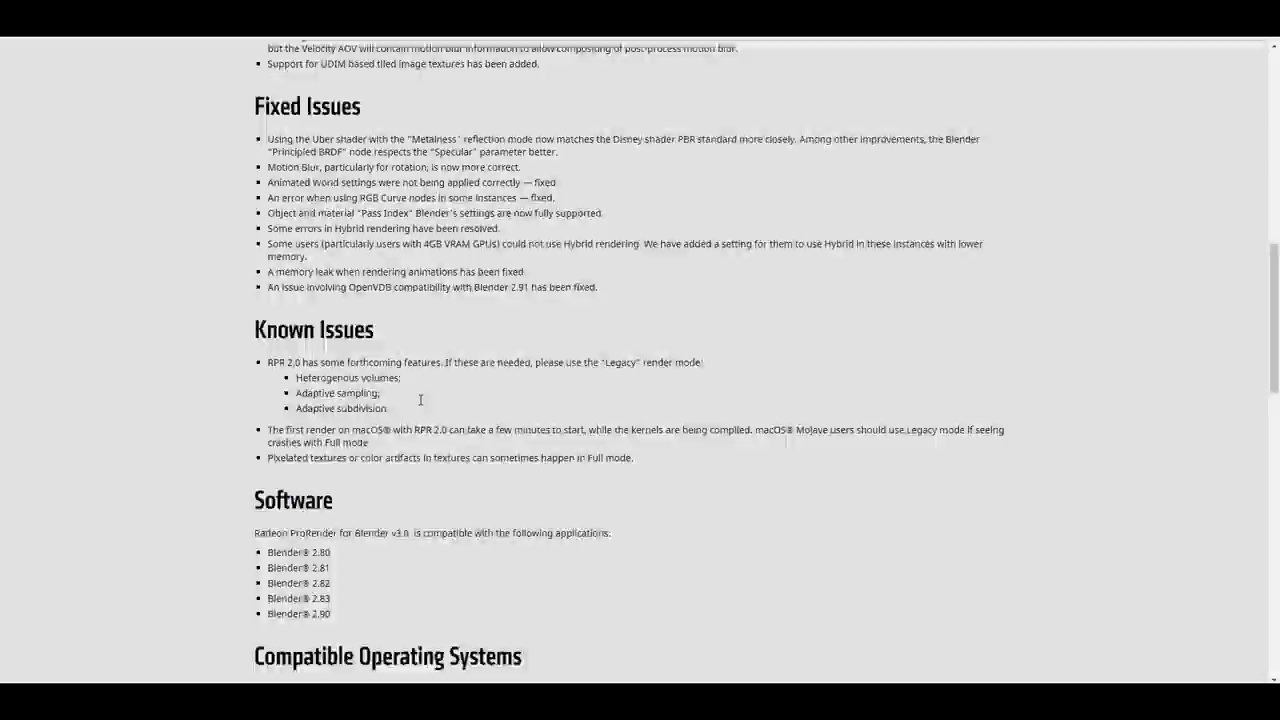 but the Velocity AOV will contain motion blur information to allow compositing of post-process motion blur.
Support for UDIM based tiled image textures has been added.
Fixed Issues
Using the Uber shader with the "Metalness" reflection mode now matches the Disney shader PBR standard more closely. Among other improvements, the Blender
"Principled BRDF" node respects the "Specular" parameter better.
Motion Blur, particularly for rotation, is now more correct.
Animated World settings were not being applied correctly — fixed
An error when using RGB Curve nodes in some instances — fixed.
Object and material "Pass Index" Blender's settings are now fully supported.
Some errors in Hybrid rendering have been resolved.
Some users (particularly users with 4GB VRAM GPUs) could not use Hybrid rendering. We have added a setting for them to use Hybrid in these instances with lower
memory.
A memory leak when rendering animations has been fixed.
An issue involving OpenVDB compatibility with Blender 2.91 has been fixed.
Known Issues
RPR 2.0 has some forthcoming features. If these are needed, please use the "Legacy" render mode:
Heterogenous volumes;
Adaptive sampling;
Adaptive subdivision.
The first render on macOS® with RPR 2.0 can take a few minutes to start, while the kernels are being compiled. macOS® Mojave users should use Legacy mode if seeing
crashes with Full mode
Pixelated textures or color artifacts in textures can sometimes happen in Full mode.
Software
Radeon ProRender for Blender v3.0 is compatible with the following applications:
Blender® 2.80
Blender® 2.81
Blender® 2.82
Blender® 2.83
Blender® 2.90
Compatible Operating Systems